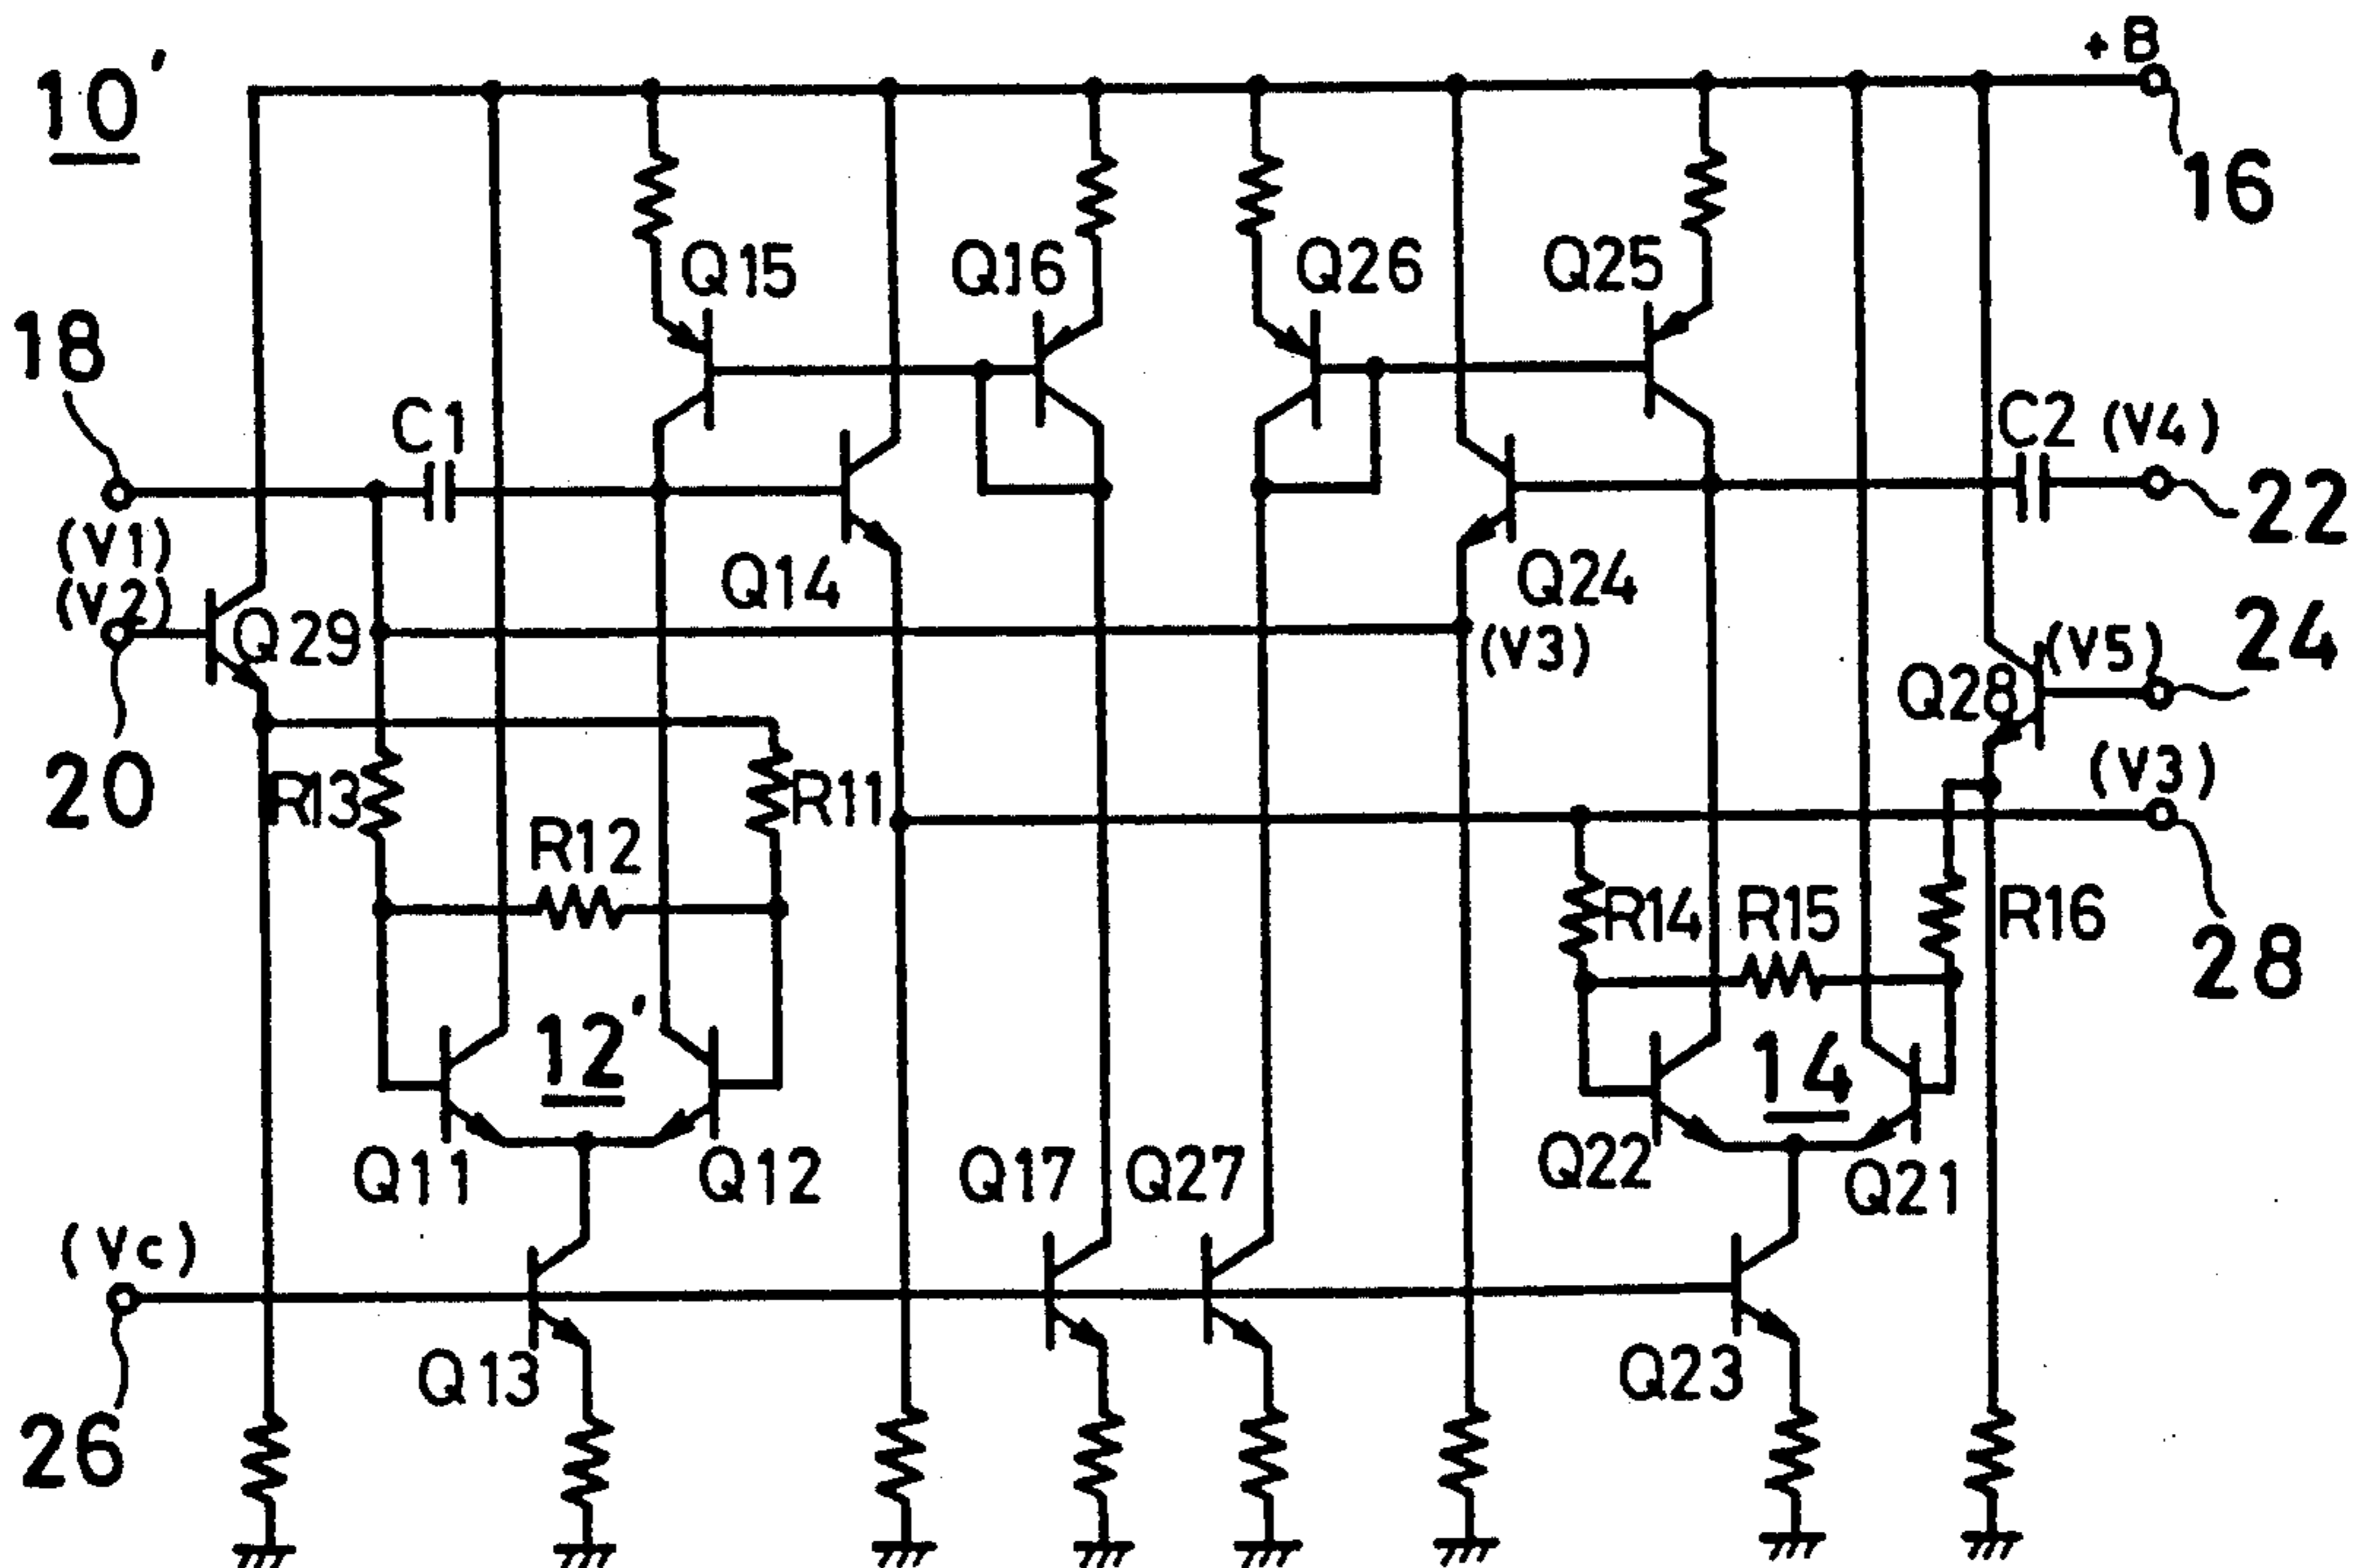 10'
+B
16
Q15
Q16
Q26
Q25
18
C1
C2
(V4)
22
(V1)
(V2)
Q14
Q24
Q29
(V3)
(V5)
24
Q28
20
R13
R11
(V3)
R12
R14
R15
R16
28
12'
14
Q11
Q12
Q17
Q27
Q22
Q21
(Vc)
Q13
Q23
26